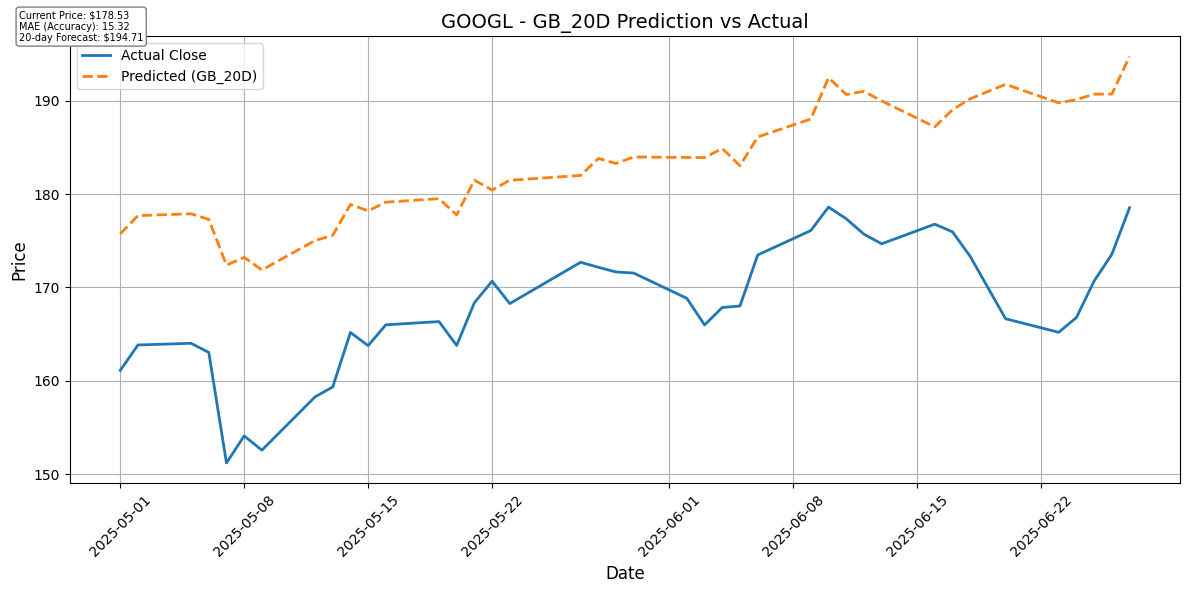 Current Price: $178.53
MAE (Accuracy): 15.32
20-day Forecast: $194.71
GOOGL - GB_20D Prediction vs Actual
Actual Close
Predicted (GB_20D)
Price
190
180
170
160
150
2025-05-01
2025-05-08
2025-05-15
2025-05-22
2025-06-01
2025-06-08
2025-06-15
2025-06-22
Date